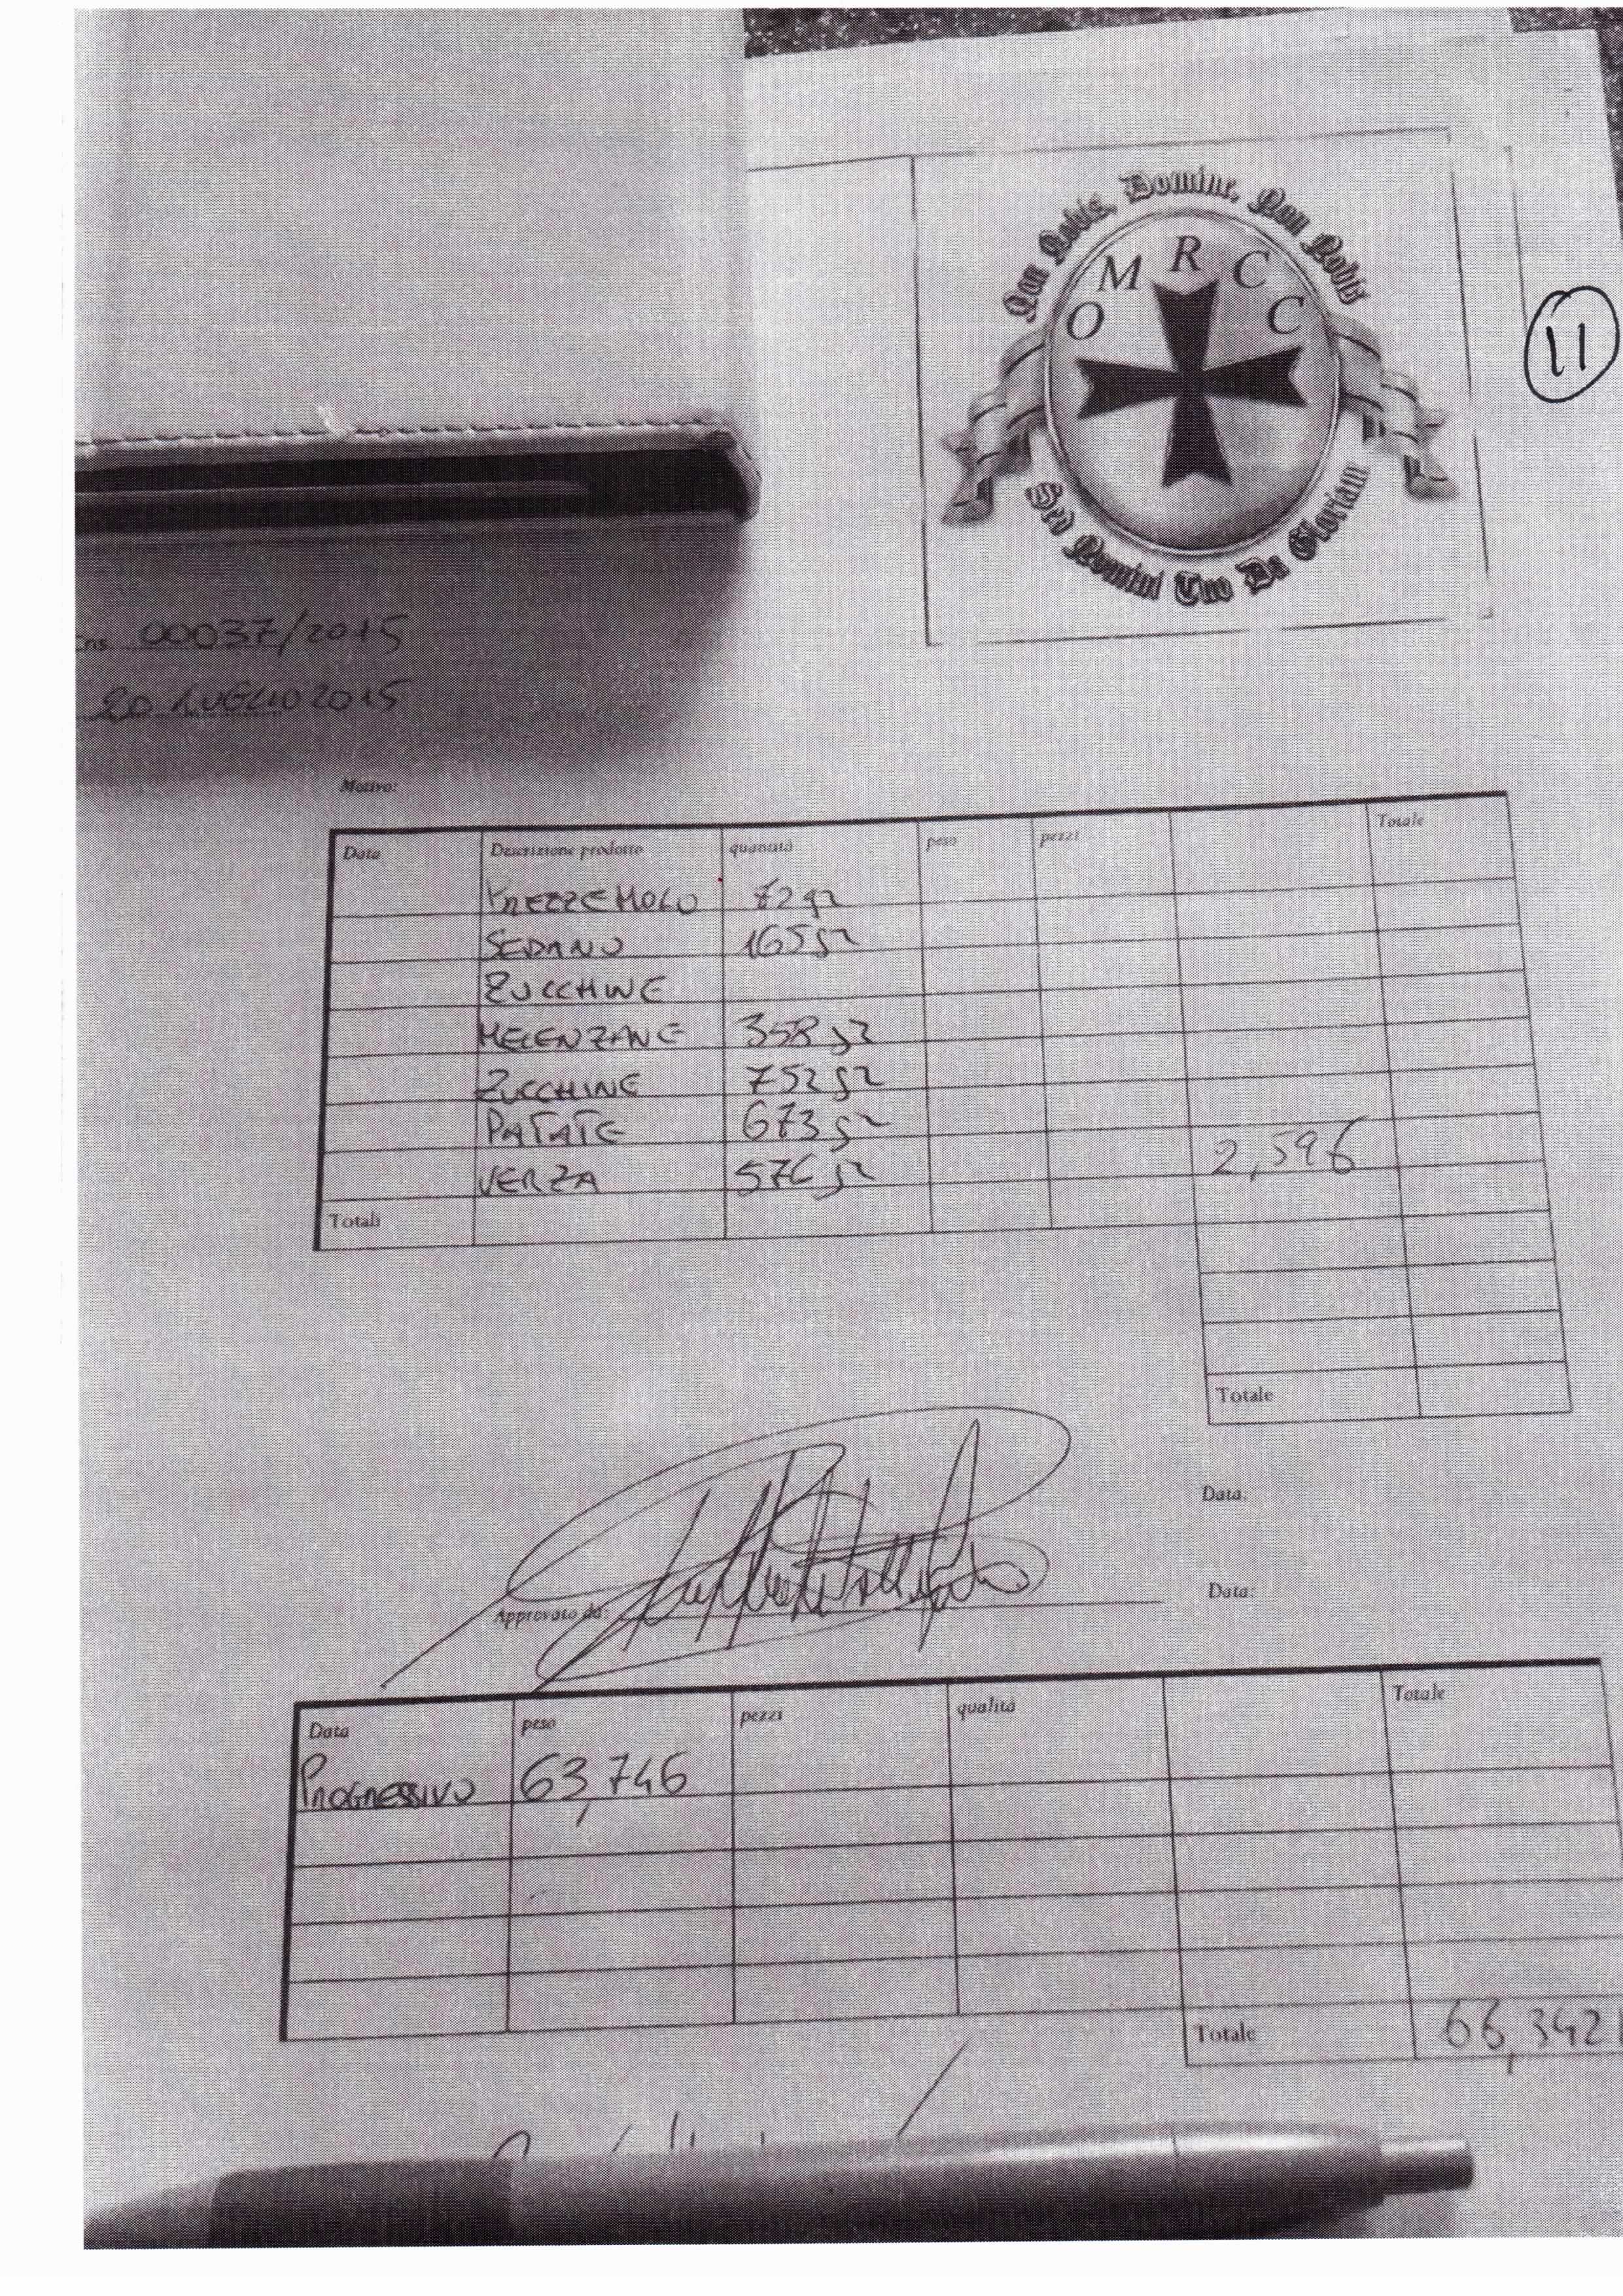 Non Nobis, Domine, Non Nobis
O M R C C
Sed Nomini Tuo Da Gloriam
11
ns. 00037/2015
20 LUGLIO 2015
Motivo:
Data Descrizione prodotto quantità peso pezzi Totale
PREZZEMOLO 72 gr
SEDANO 165 gr
ZUCCHINE
MELENZANE 358 gr
ZUCCHINE 752 gr
PATATE 673 gr
VERZA 576 gr 2,596
Totali
Totale
Data:
Approvato da: Data:
Data peso pezzi qualità Totale
PROGRESSIVO 63,746
Totale 66,342